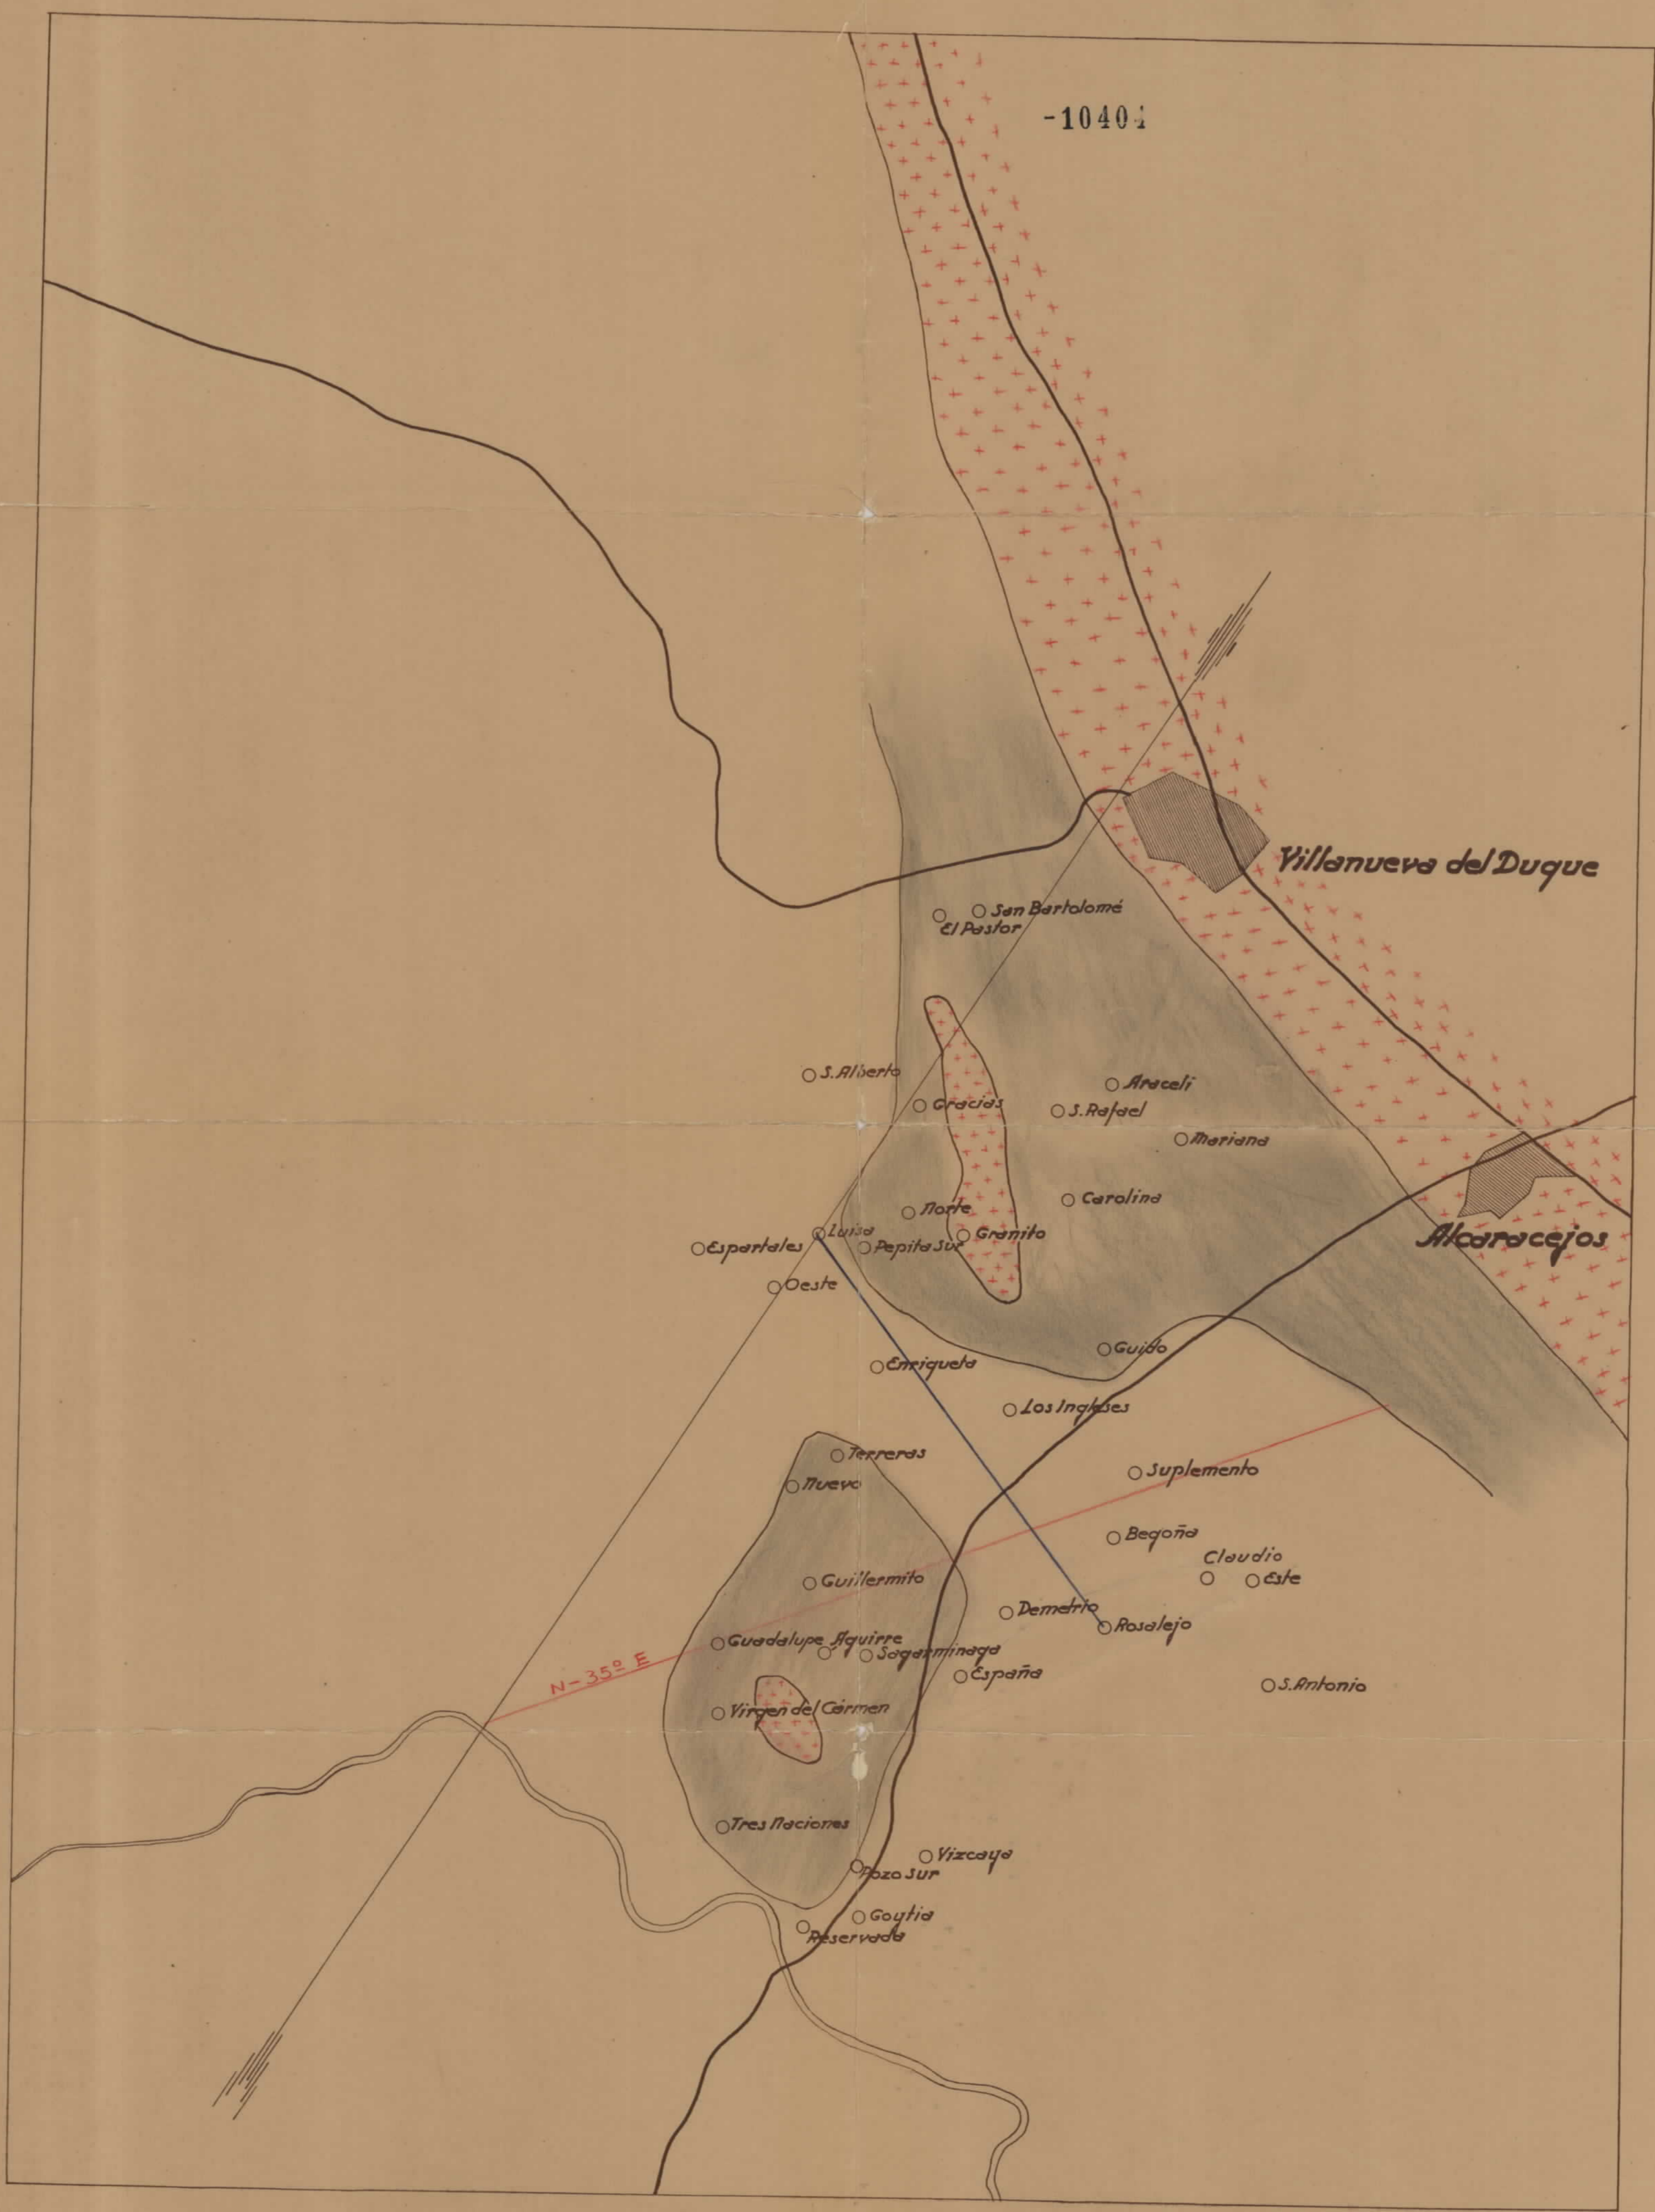 -10404
Villanueva del Duque
San Bartolomé
El Pastor
S. Alberto
Araceli
Gracias
S. Rafael
Mariana
Carolina
Norte
Luisa
Granito
Alcaracejos
Espartales
Pepita Sur
Oeste
Guido
Enriqueta
Los Ingleses
Terreras
Suplemento
Nuevo
Begoña
Claudio
Este
Guillermito
Demetrio
Rosalejo
Guadalupe
Aguirre
Sagarminaga
N-35º E
España
S. Antonio
Virgen del Cármen
Tres Naciones
Vizcaya
Pozo Sur
Goytia
Reservada